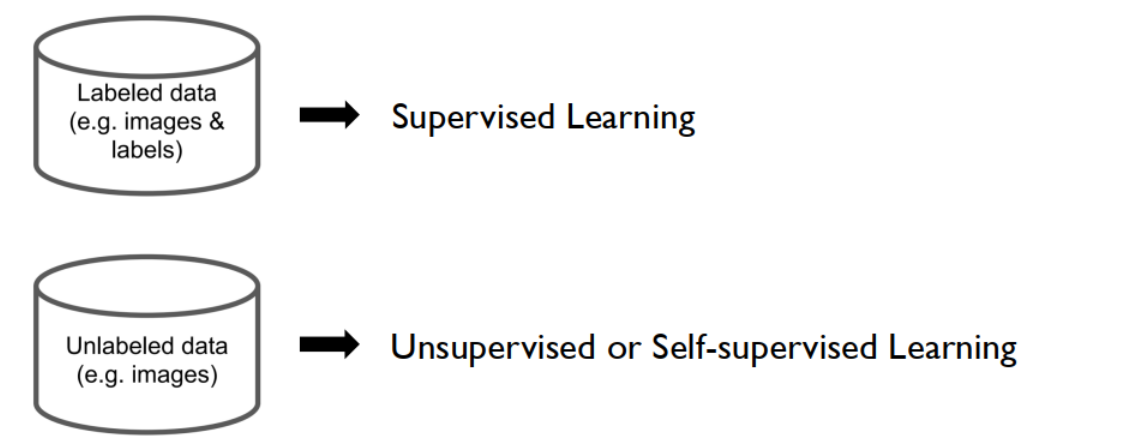 Labeled data
(e.g. images &
labels)
Supervised Learning
Unlabeled data
(e.g. images)
Unsupervised or Self-supervised Learning